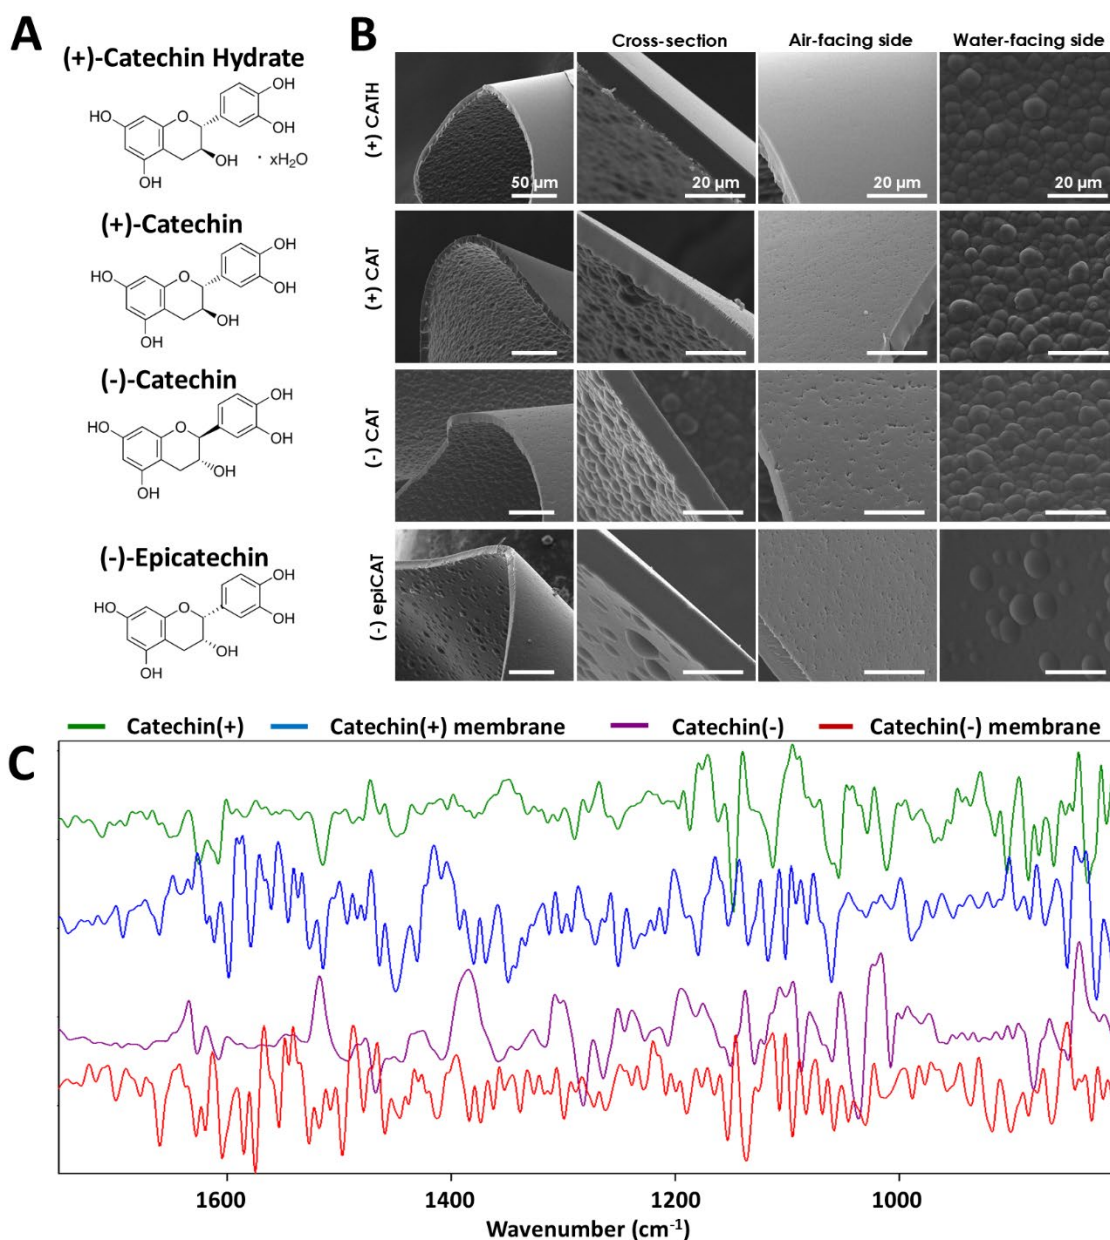 A
(+)-Catechin Hydrate
OH
OH
HO
O
OH
· xH₂O
OH
(+)-Catechin
OH
OH
HO
O
OH
OH
(-)-Catechin
OH
OH
HO
O
OH
OH
(-)-Epicatechin
OH
OH
HO
O
OH
OH
B
Cross-section Air-facing side Water-facing side
(+) CATH
50 µm 20 µm 20 µm 20 µm
(+) CAT
(-) CAT
(-) epiCAT
Catechin(+) Catechin(+) membrane Catechin(-) Catechin(-) membrane
C
1600 1400 1200 1000
Wavenumber (cm⁻¹)